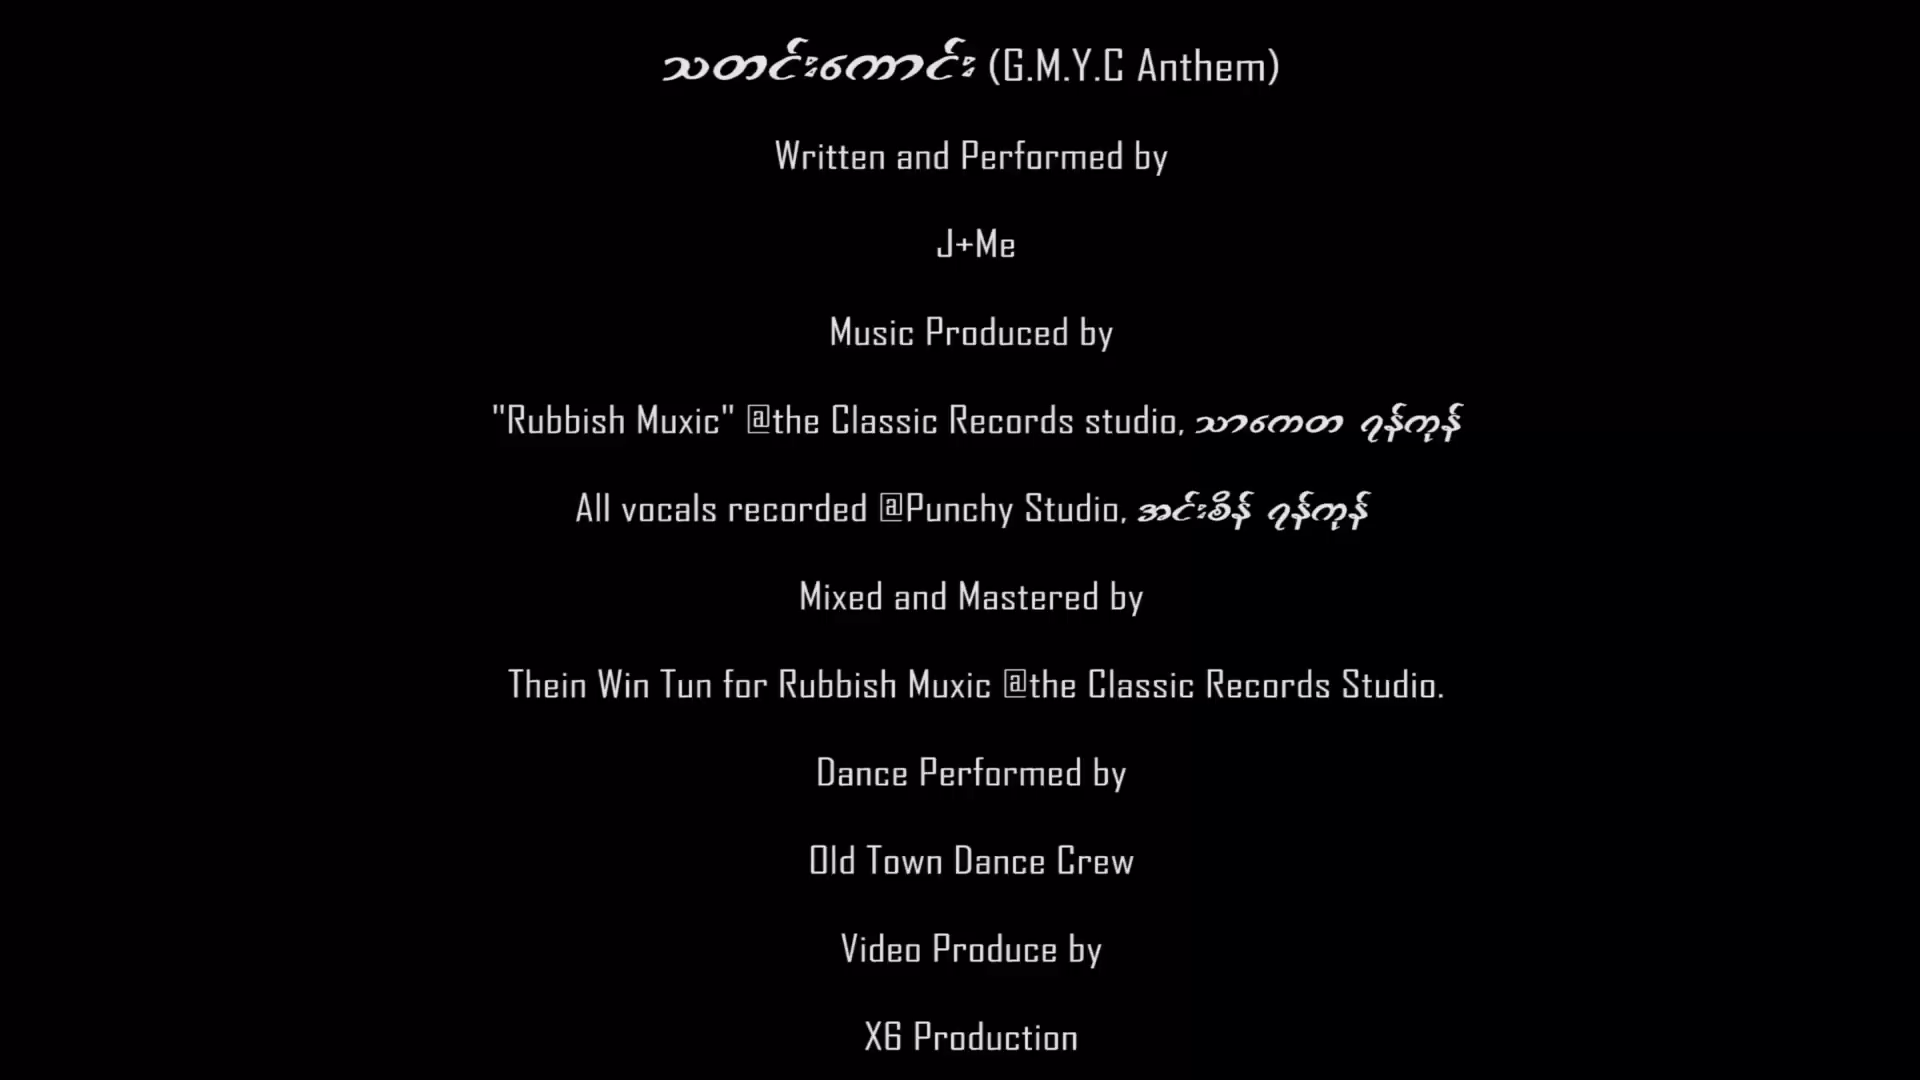 သတင်းကောင်း (G.M.Y.C Anthem)
Written and Performed by
J+Me
Music Produced by
"Rubbish Muxic" @the Classic Records studio, သာကေတ ရန်ကုန်
All vocals recorded @Punchy Studio, အင်းစိန် ရန်ကုန်
Mixed and Mastered by
Thein Win Tun for Rubbish Muxic @the Classic Records Studio.
Dance Performed by
Old Town Dance Crew
Video Produce by
X6 Production